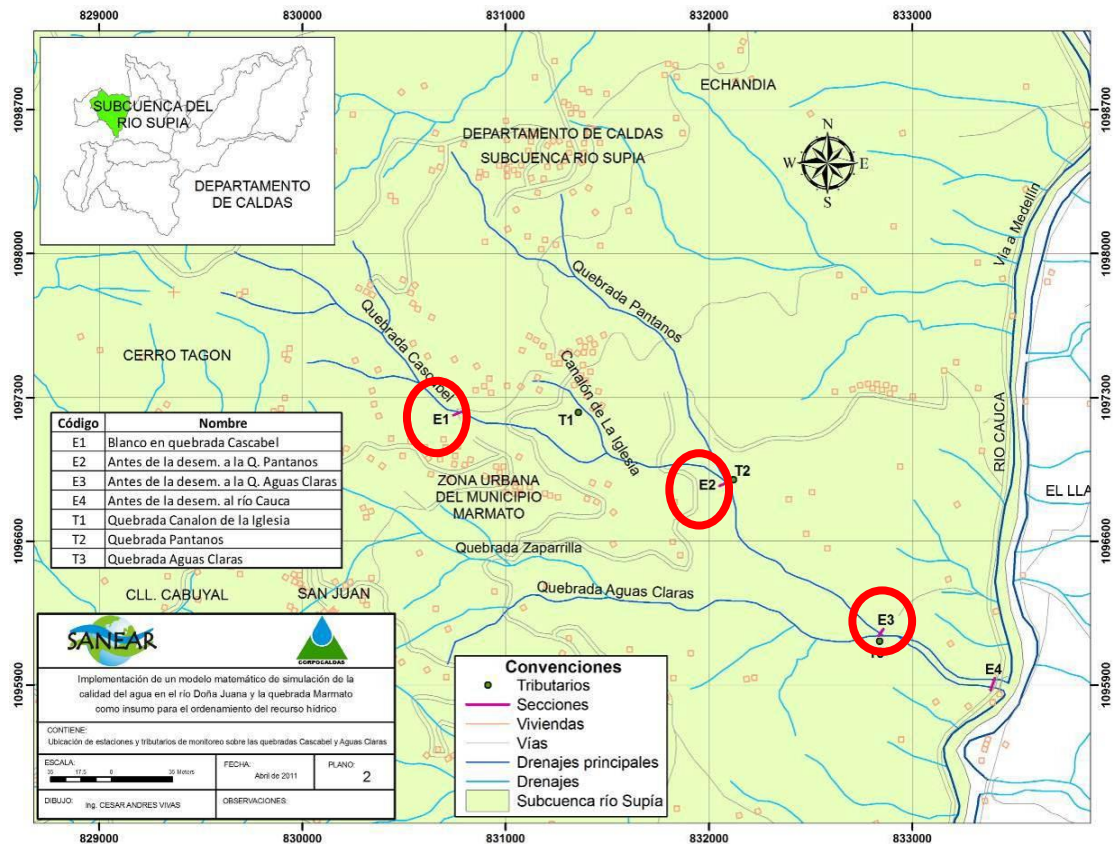 829000 830000 831000 832000 833000
1098700
1098000
1097300
1096600
1095900
1098700
1098000
1097300
1096600
1095900
SUBCUENCA DEL
RIO SUPIA
DEPARTAMENTO
DE CALDAS
ECHANDIA
DEPARTAMENTO DE CALDAS
SUBCUENCA RIO SUPIA
N
W E
S
Vía a Medellín
Quebrada Pantanos
Quebrada Cascabel
CERRO TAGON
Canalón de La Iglesia
E1
T1
RIO CAUCA
E2
T2
EL LLA
ZONA URBANA
DEL MUNICIPIO
MARMATO
Código Nombre
E1 Blanco en quebrada Cascabel
E2 Antes de la desem. a la Q. Pantanos
E3 Antes de la desem. a la Q. Aguas Claras
E4 Antes de la desem. al río Cauca
T1 Quebrada Canalon de la Iglesia
T2 Quebrada Pantanos
T3 Quebrada Aguas Claras
Quebrada Zaparrilla
Quebrada Aguas Claras
CLL. CABUYAL
SAN JUAN
E3
E4
SANEAR
CORPOCALDAS
Implementación de un modelo matomático de simulación de la
calidad del agua en el río Doña Juana y la quebrada Marmato
como insumo para el ordenamiento del recurso hídrico
CONTIENE:
Ubicación de estaciones y tributarios de monitoreo sobre las quebradas Cascabel y Aguas Claras
ESCALA:
35 17.5 0 30 Meters
FECHA:
Abril de 2011
PLANO:
2
DIBUJO: Ing. CESAR ANDRES VIVAS
OBSERVACIONES:
Convenciones
Tributarios
Secciones
Viviendas
Vías
Drenajes principales
Drenajes
Subcuenca río Supía
829000 830000 831000 832000 833000